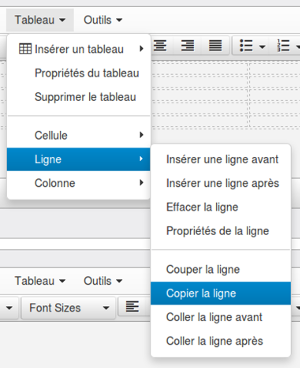 Tableau Outils
Insérer un tableau
Propriétés du tableau
Supprimer le tableau
Cellule
Ligne
Colonne
Insérer une ligne avant
Insérer une ligne après
Effacer la ligne
Propriétés de la ligne
Couper la ligne
Copier la ligne
Coller la ligne avant
Coller la ligne après
Tableau Outils
Font Sizes